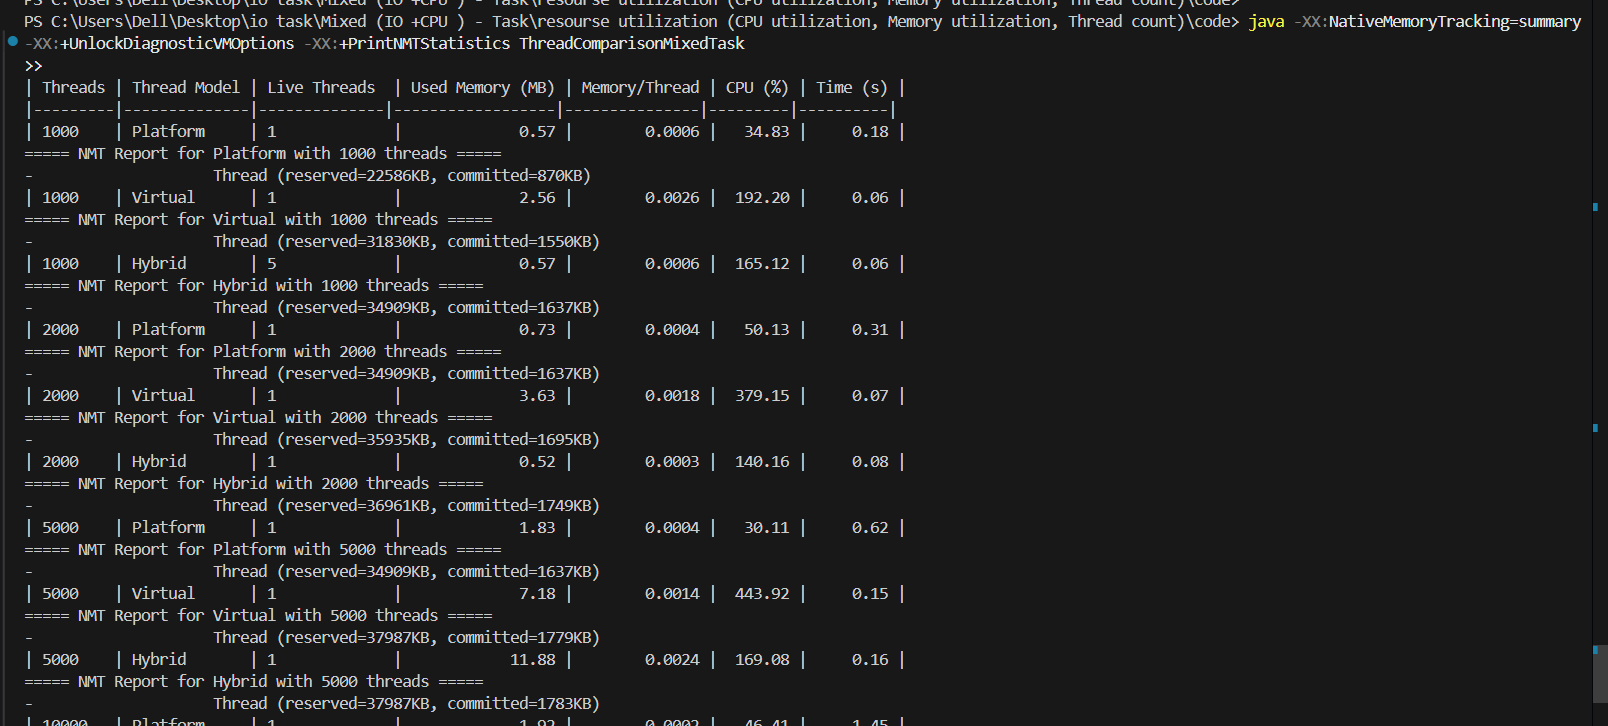 PS C:\Users\Dell\Desktop\io task\Mixed (IO +CPU ) - Task\resourse utilization (CPU utilization, Memory utilization, Thread count)\code>
PS C:\Users\Dell\Desktop\io task\Mixed (IO +CPU ) - Task\resourse utilization (CPU utilization, Memory utilization, Thread count)\code> java -XX:NativeMemoryTracking=summary
-XX:+UnlockDiagnosticVMOptions -XX:+PrintNMTStatistics ThreadComparisonMixedTask
>>
| Threads | Thread Model | Live Threads  | Used Memory (MB) | Memory/Thread | CPU (%) | Time (s) |
|---------|--------------|-------------|------------------|---------------|---------|----------|
| 1000    | Platform     | 1             |             0.57 |        0.0006 |   34.83 |     0.18 |
===== NMT Report for Platform with 1000 threads =====
-                    Thread (reserved=22586KB, committed=870KB)
| 1000    | Virtual      | 1             |             2.56 |        0.0026 |  192.20 |     0.06 |
===== NMT Report for Virtual with 1000 threads =====
-                    Thread (reserved=31830KB, committed=1550KB)
| 1000    | Hybrid       | 5             |             0.57 |        0.0006 |  165.12 |     0.06 |
===== NMT Report for Hybrid with 1000 threads =====
-                    Thread (reserved=34909KB, committed=1637KB)
| 2000    | Platform     | 1             |             0.73 |        0.0004 |   50.13 |     0.31 |
===== NMT Report for Platform with 2000 threads =====
-                    Thread (reserved=34909KB, committed=1637KB)
| 2000    | Virtual      | 1             |             3.63 |        0.0018 |  379.15 |     0.07 |
===== NMT Report for Virtual with 2000 threads =====
-                    Thread (reserved=35935KB, committed=1695KB)
| 2000    | Hybrid       | 1             |             0.52 |        0.0003 |  140.16 |     0.08 |
===== NMT Report for Hybrid with 2000 threads =====
-                    Thread (reserved=36961KB, committed=1749KB)
| 5000    | Platform     | 1             |             1.83 |        0.0004 |   30.11 |     0.62 |
===== NMT Report for Platform with 5000 threads =====
-                    Thread (reserved=34909KB, committed=1637KB)
| 5000    | Virtual      | 1             |             7.18 |        0.0014 |  443.92 |     0.15 |
===== NMT Report for Virtual with 5000 threads =====
-                    Thread (reserved=37987KB, committed=1779KB)
| 5000    | Hybrid       | 1             |            11.88 |        0.0024 |  169.08 |     0.16 |
===== NMT Report for Hybrid with 5000 threads =====
-                    Thread (reserved=37987KB, committed=1783KB)
| 10000   | Platform     | 1             |             1.92 |        0.0002 |   46.41 |     1.45 |